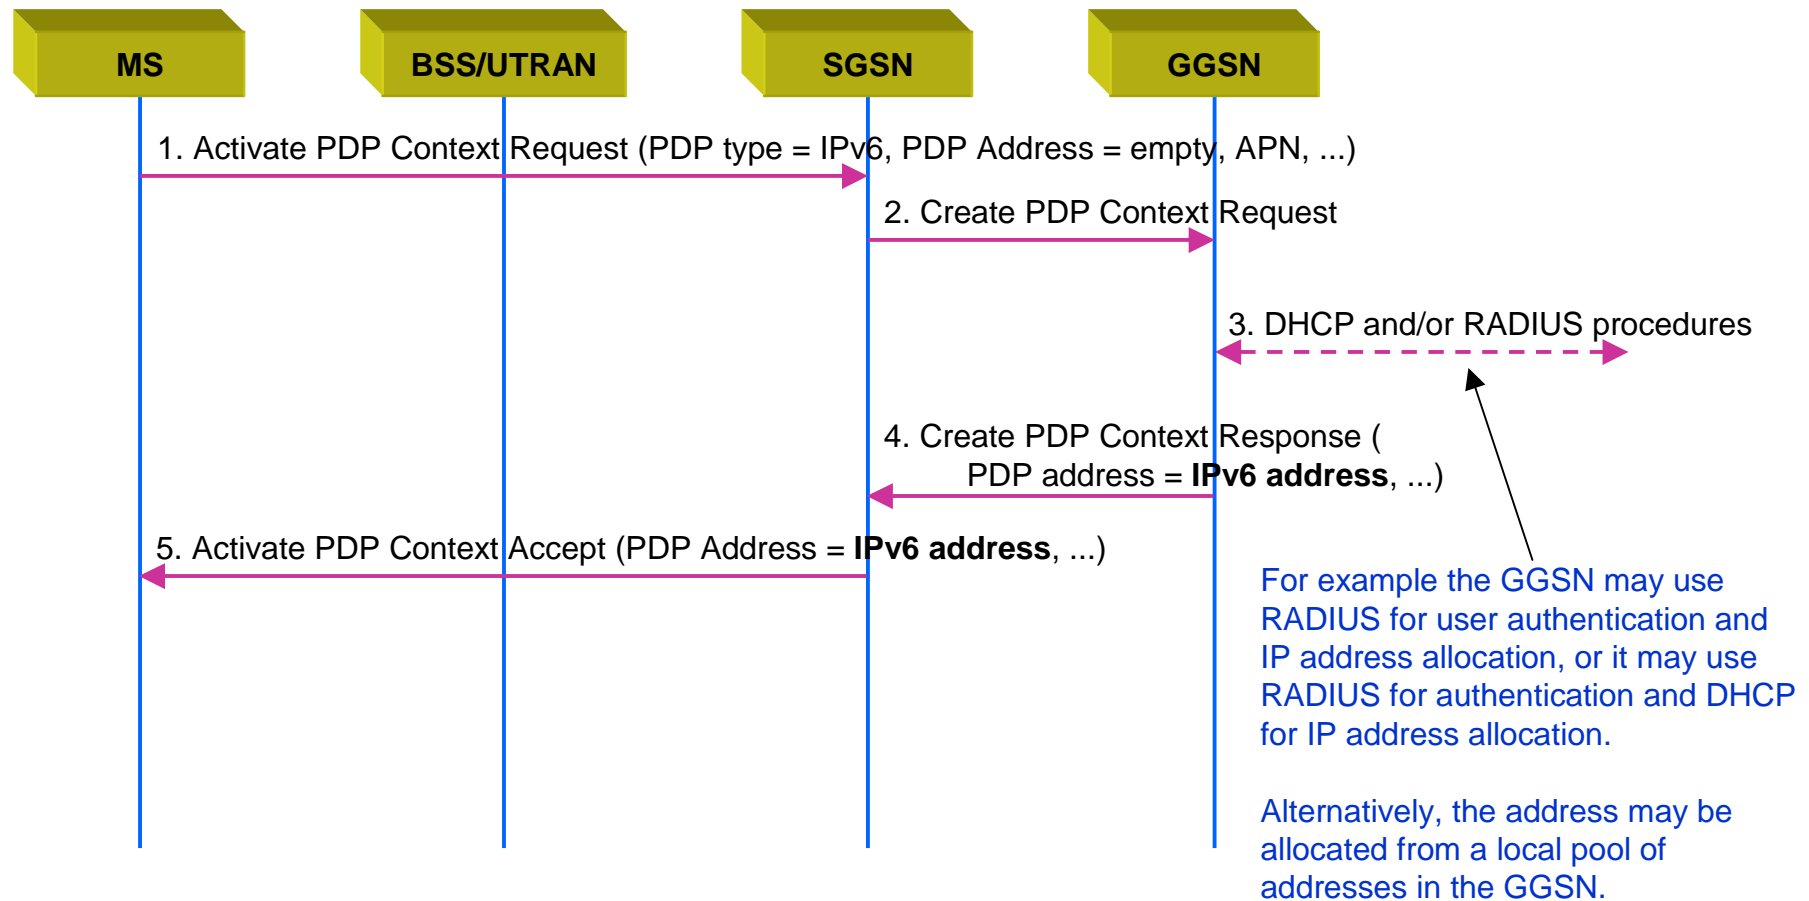 MS
BSS/UTRAN
SGSN
GGSN
1. Activate PDP Context Request (PDP type = IPv6, PDP Address = empty, APN, ...)
2. Create PDP Context Request
3. DHCP and/or RADIUS procedures
4. Create PDP Context Response (
PDP address = IPv6 address, ...)
5. Activate PDP Context Accept (PDP Address = IPv6 address, ...)
For example the GGSN may use
RADIUS for user authentication and
IP address allocation, or it may use
RADIUS for authentication and DHCP
for IP address allocation.
Alternatively, the address may be
allocated from a local pool of
addresses in the GGSN.